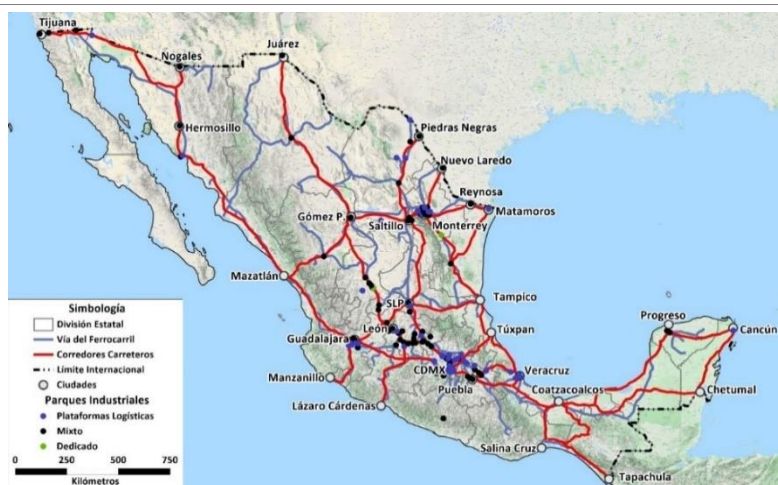 Tijuana
Nogales
Juárez
Hermosillo
Piedras Negras
Nuevo Laredo
Reynosa
Matamoros
Gómez P.
Saltillo
Monterrey
Mazatlán
SLP
Tampico
León
Túxpan
Guadalajara
Progreso
Cancún
CDMX
Veracruz
Manzanillo
Puebla
Coatzacoalcos
Chetumal
Lázaro Cárdenas
Salina Cruz
Tapachula
Simbología
División Estatal
Vía del Ferrocarril
Corredores Carreteros
Límite Internacional
Ciudades
Parques Industriales
Plataformas Logísticas
Mixto
Dedicado
0 250 500 750
Kilómetros